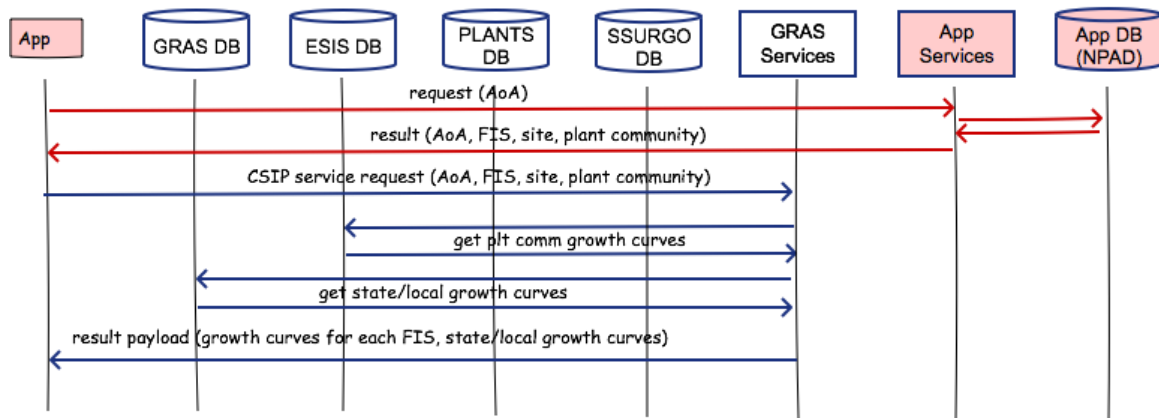 App
GRAS DB
ESIS DB
PLANTS
DB
SSURGO
DB
GRAS
Services
App
Services
App DB
(NPAD)
request (AoA)
result (AoA, FIS, site, plant community)
CSIP service request (AoA, FIS, site, plant community)
get plt comm growth curves
get state/local growth curves
result payload (growth curves for each FIS, state/local growth curves)